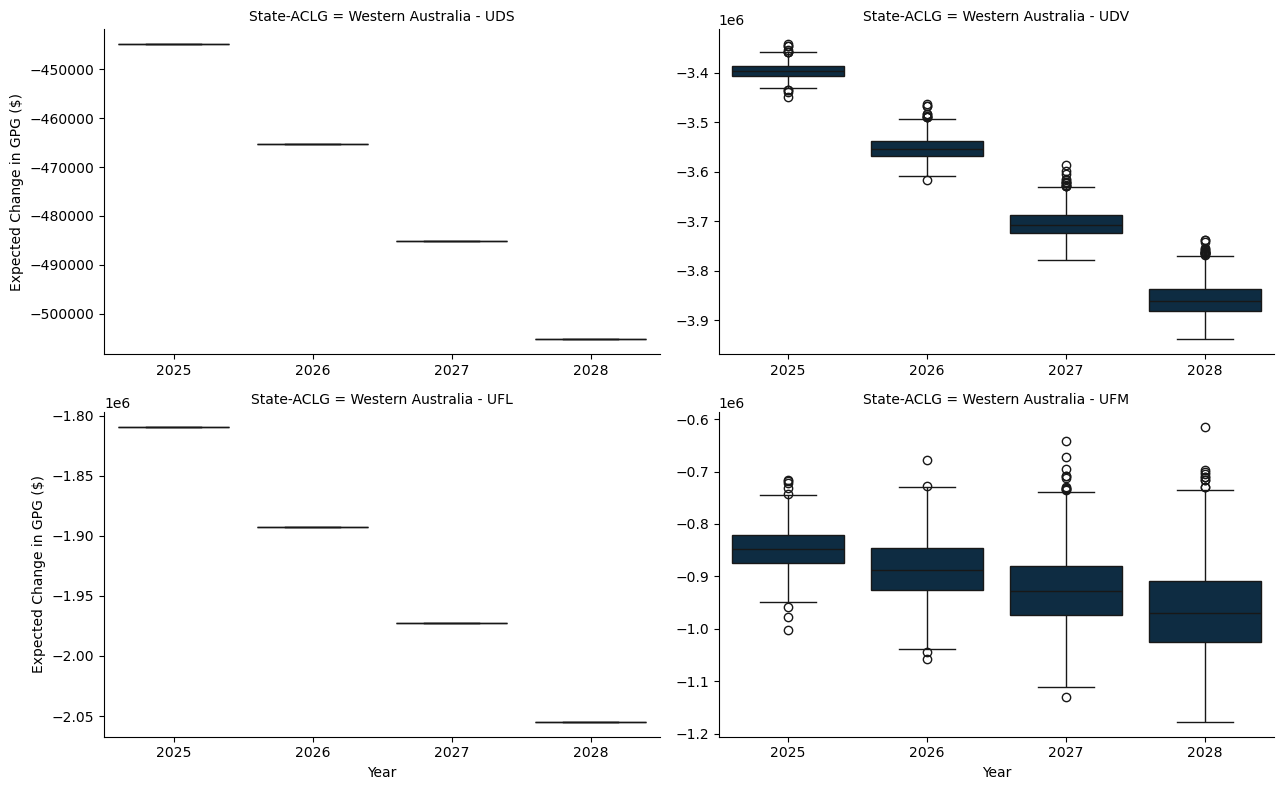 State-ACLG = Western Australia - UDS
Expected Change in GPG ($)
−450000
−460000
−470000
−480000
−490000
−500000
2025 2026 2027 2028
State-ACLG = Western Australia - UDV
1e6
−3.4
−3.5
−3.6
−3.7
−3.8
−3.9
2025 2026 2027 2028
State-ACLG = Western Australia - UFL
1e6
Expected Change in GPG ($)
−1.80
−1.85
−1.90
−1.95
−2.00
−2.05
2025 2026 2027 2028
Year
State-ACLG = Western Australia - UFM
1e6
−0.6
−0.7
−0.8
−0.9
−1.0
−1.1
−1.2
2025 2026 2027 2028
Year